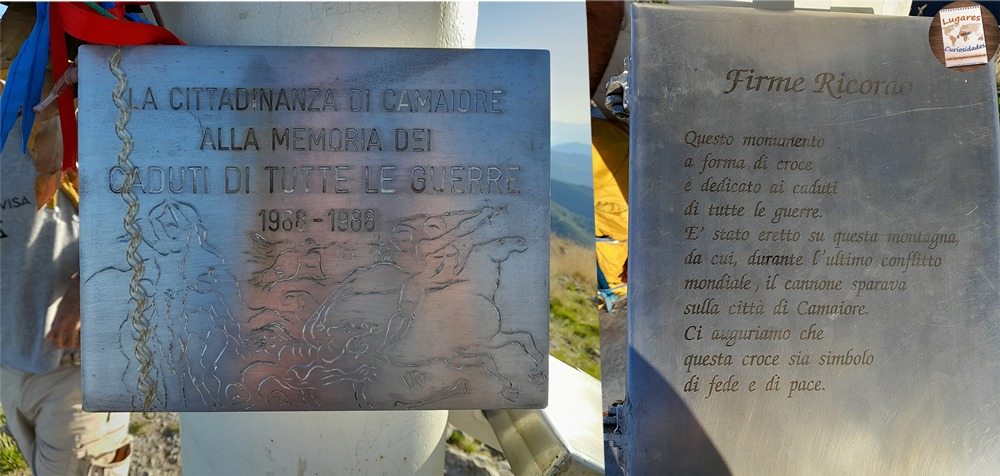 LA CITTADINANZA DI CAMAIORE
ALLA MEMORIA DEI
CADUTI DI TUTTE LE GUERRE
1968-1988
Firme Ricordo
Questo monumento
a forma di croce
è dedicato ai caduti
di tutte le guerre.
E' stato eretto su questa montagna,
da cui, durante l'ultimo conflitto
mondiale, il cannone sparava
sulla città di Camaiore.
Ci auguriamo che
questa croce sia simbolo
di fede e di pace.
Lugares
Curiosidades
VISA